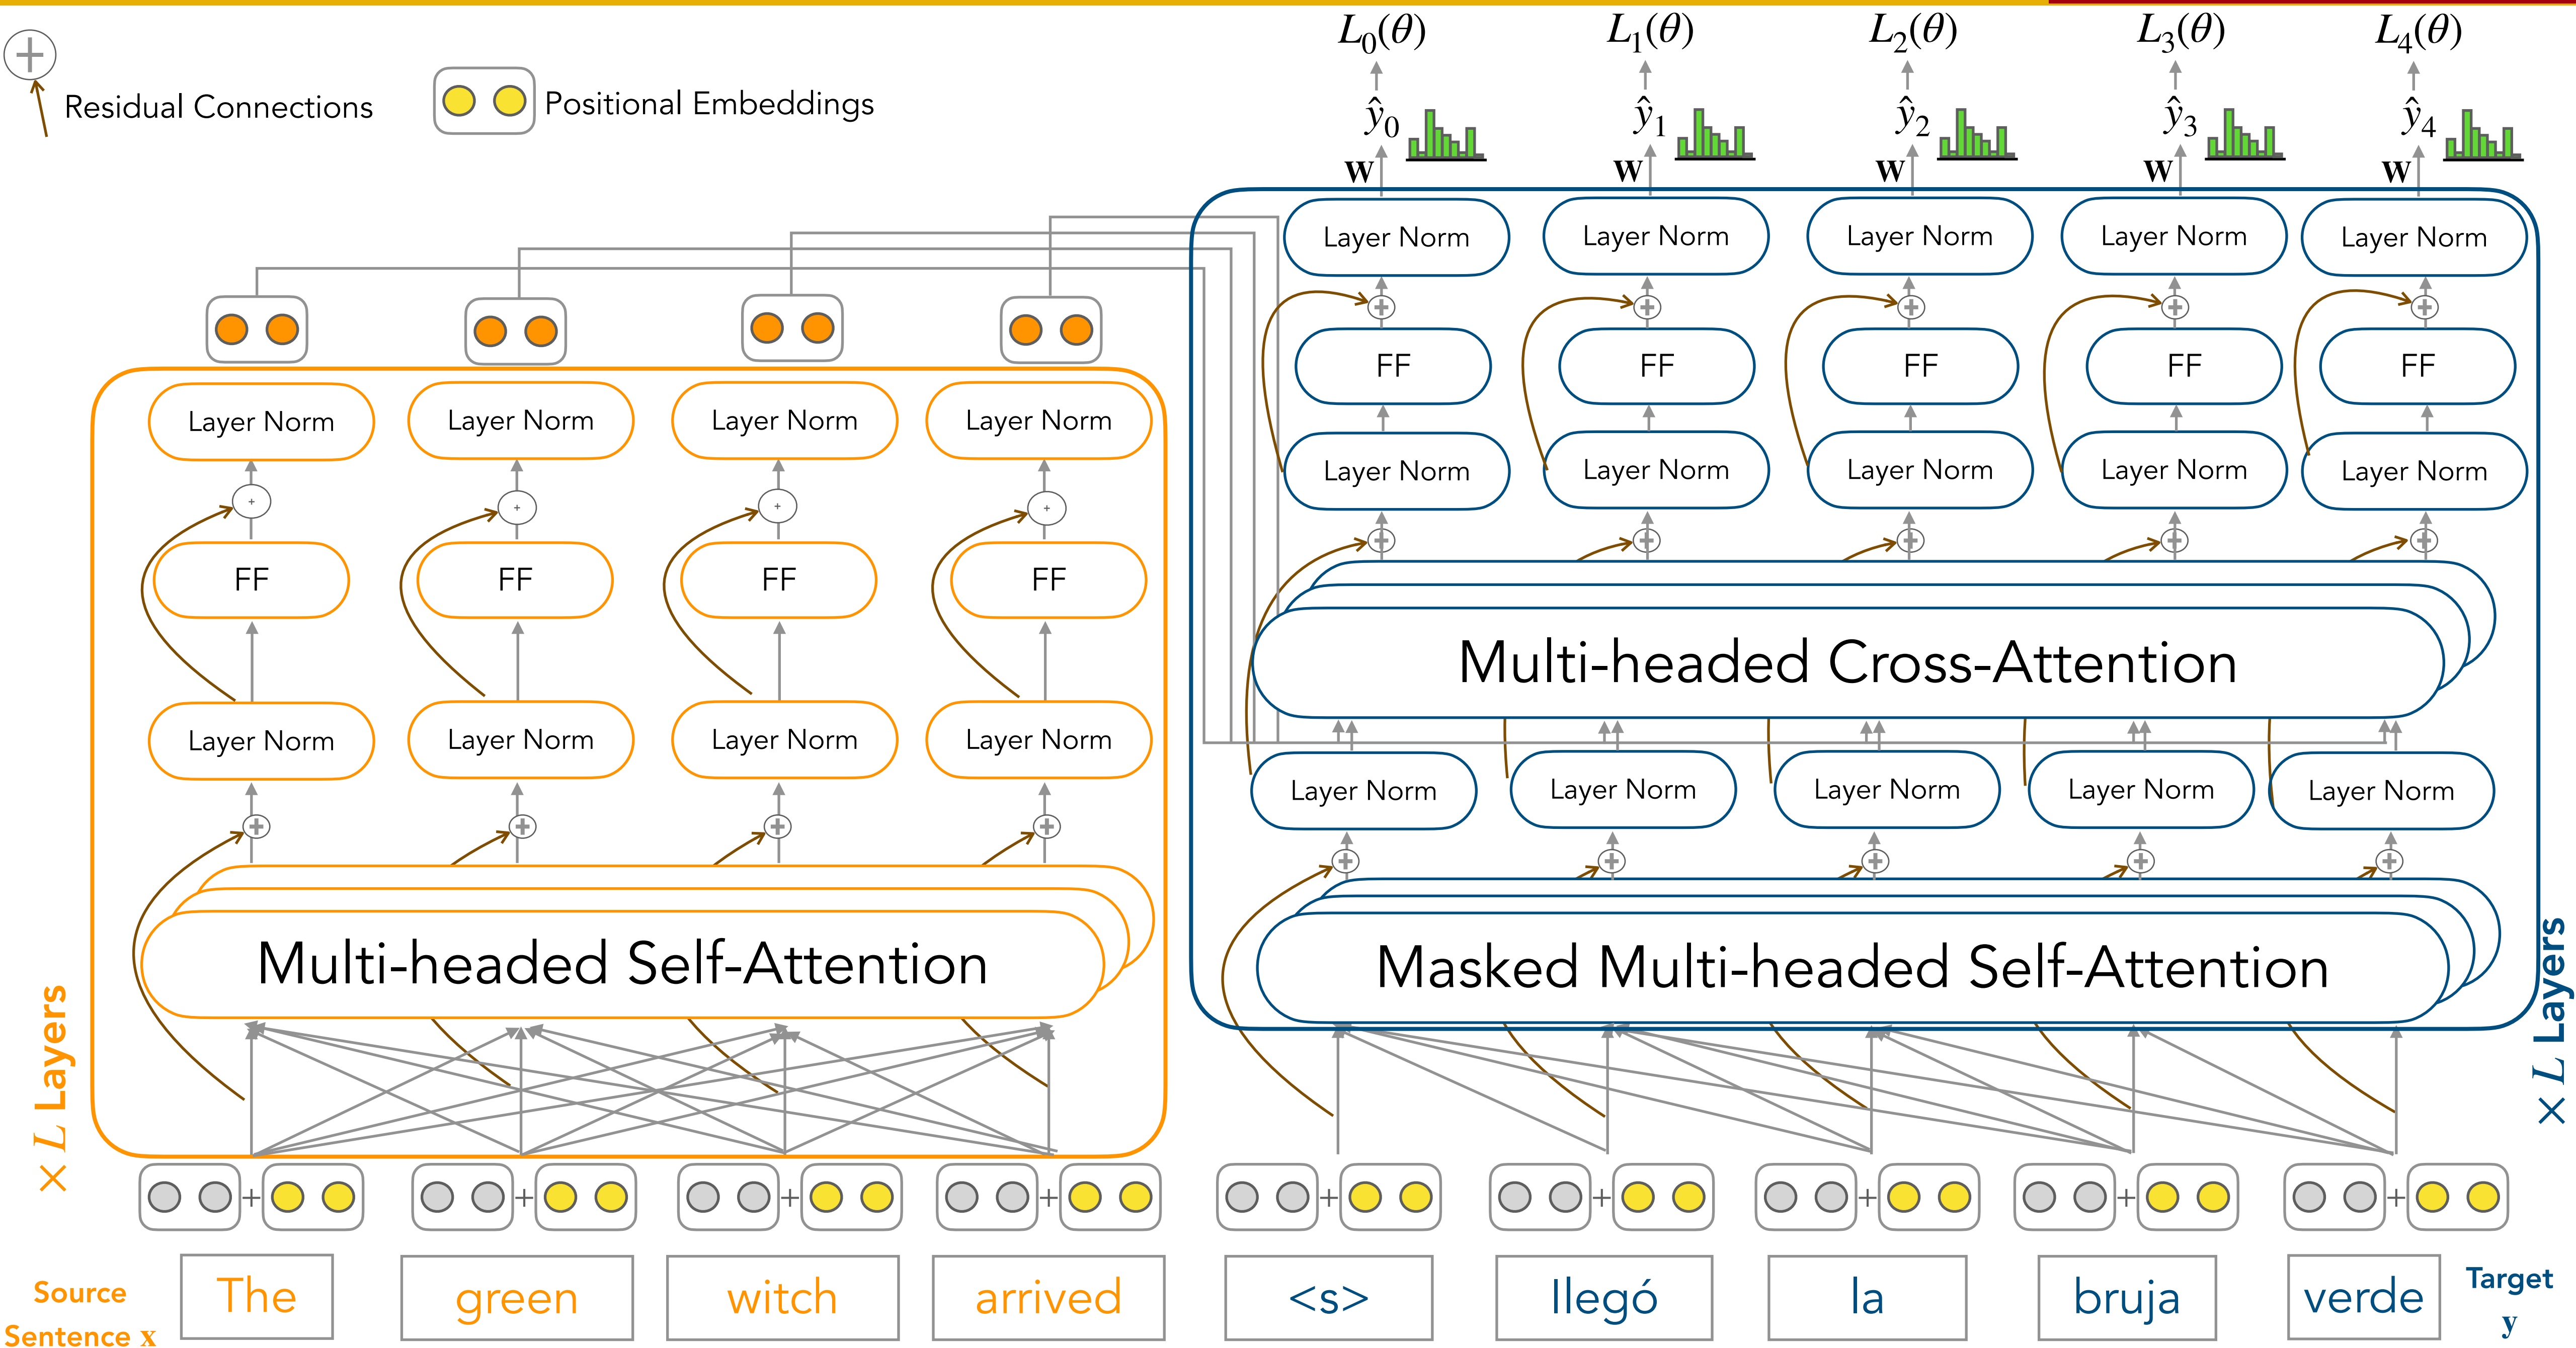 L₀(θ) L₁(θ) L₂(θ) L₃(θ) L₄(θ)
Residual Connections
Positional Embeddings
ŷ₀ ŷ₁ ŷ₂ ŷ₃ ŷ₄
W W W W W
Layer Norm Layer Norm Layer Norm Layer Norm Layer Norm
FF FF FF FF FF
Layer Norm Layer Norm Layer Norm Layer Norm Layer Norm
Multi-headed Cross-Attention
Layer Norm Layer Norm Layer Norm Layer Norm Layer Norm
Masked Multi-headed Self-Attention
× L Layers
Layer Norm Layer Norm Layer Norm Layer Norm
FF FF FF FF
Layer Norm Layer Norm Layer Norm Layer Norm
Multi-headed Self-Attention
× L Layers
Source
Sentence x
The green witch arrived
<s> llegó la bruja verde
Target
y